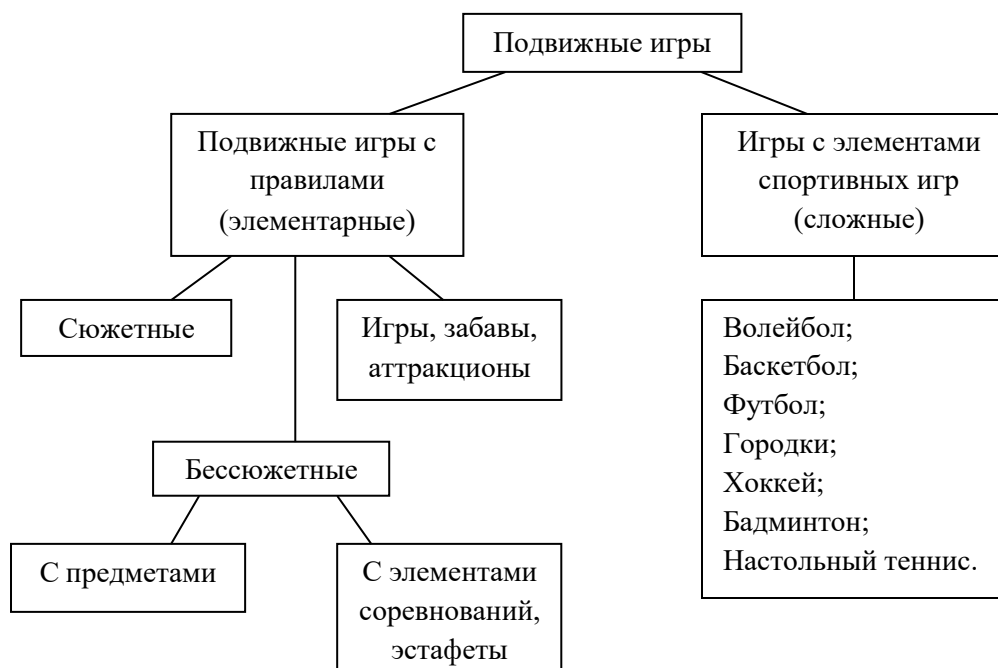 Подвижные игры
Подвижные игры с
правилами
(элементарные)
Игры с элементами
спортивных игр
(сложные)
Сюжетные
Игры, забавы,
аттракционы
Волейбол;
Баскетбол;
Футбол;
Городки;
Хоккей;
Бадминтон;
Настольный теннис.
Бессюжетные
С предметами
С элементами
соревнований,
эстафеты